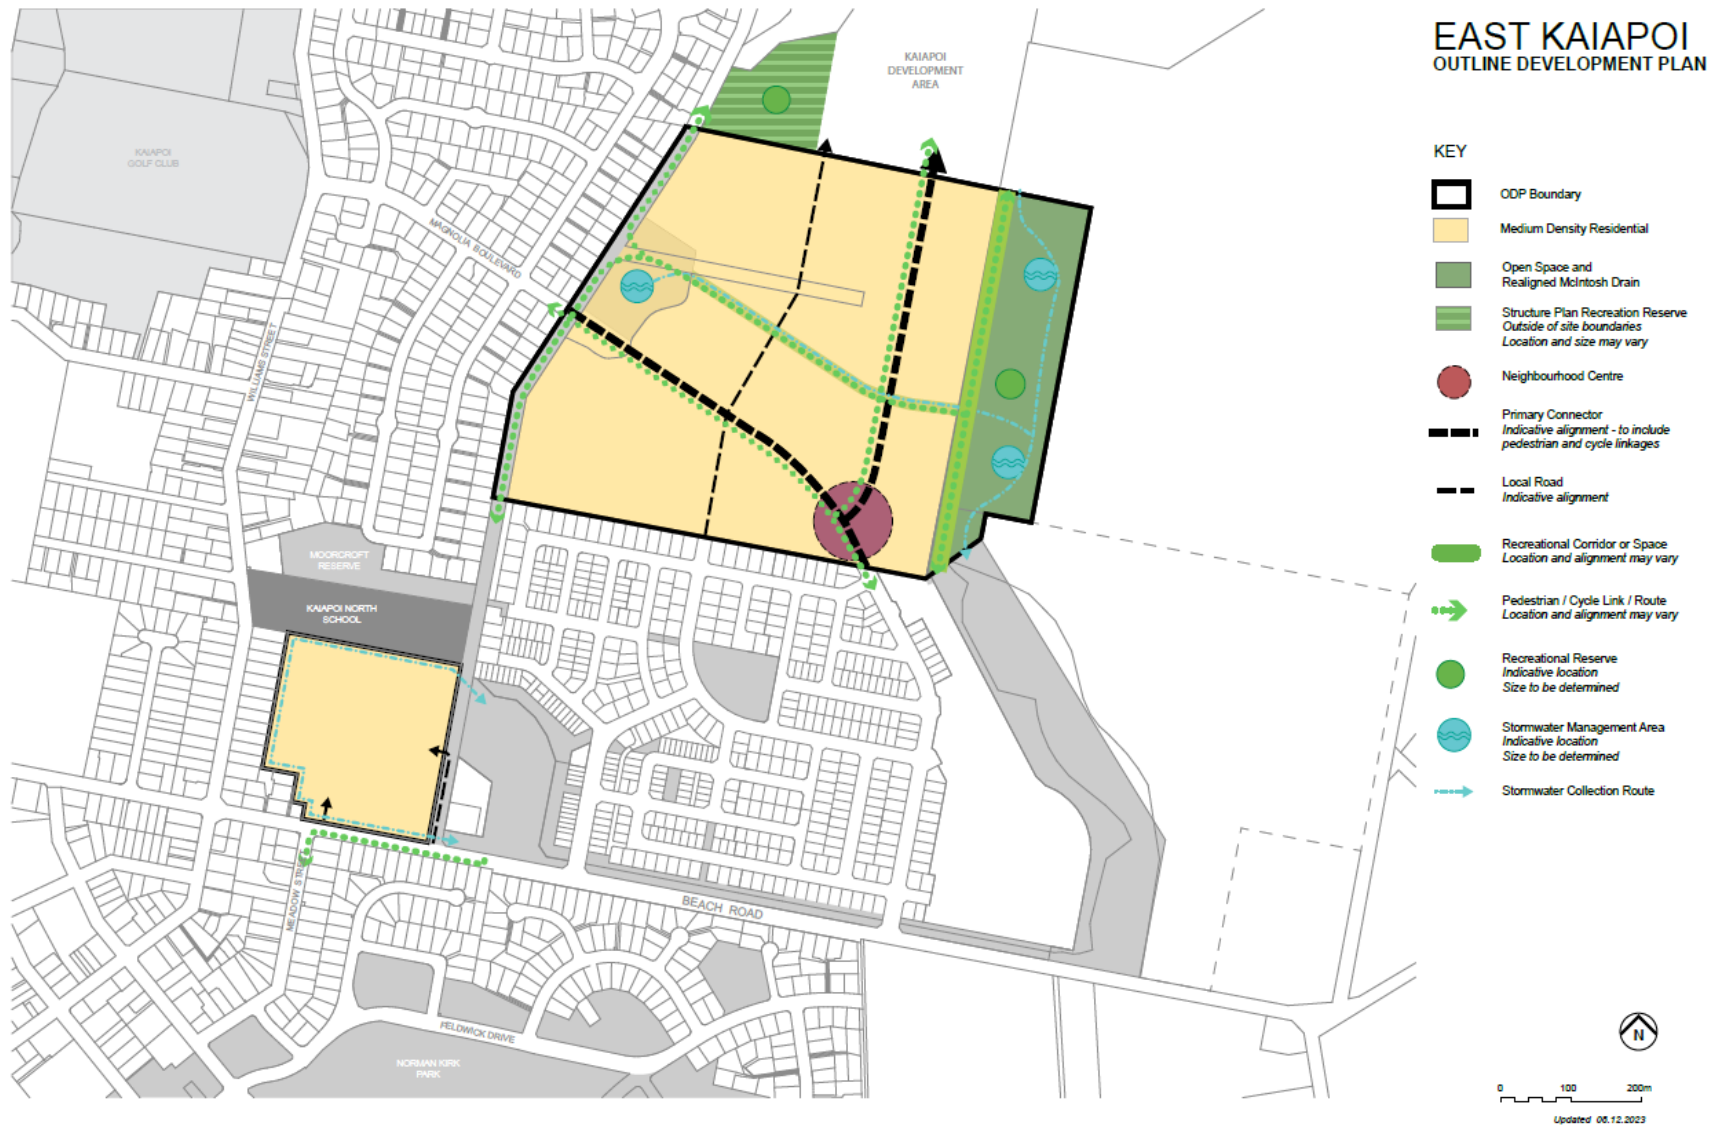 EAST KAIAPOI
OUTLINE DEVELOPMENT PLAN
KAIAPOI
DEVELOPMENT
AREA
KAIAPOI
GOLF CLUB
MAGNOLIA BOULEVARD
WILLIAMS STREET
MOORCROFT
RESERVE
KAIAPOI NORTH
SCHOOL
MEADOW STREET
BEACH ROAD
FELDWICK DRIVE
NORMAN KIRK
PARK
KEY
ODP Boundary
Medium Density Residential
Open Space and
Realigned McIntosh Drain
Structure Plan Recreation Reserve
Outside of site boundaries
Location and size may vary
Neighbourhood Centre
Primary Connector
Indicative alignment - to include
pedestrian and cycle linkages
Local Road
Indicative alignment
Recreational Corridor or Space
Location and alignment may vary
Pedestrian / Cycle Link / Route
Location and alignment may vary
Recreational Reserve
Indicative location
Size to be determined
Stormwater Management Area
Indicative location
Size to be determined
Stormwater Collection Route
N
0 100 200m
Updated 06.12.2023